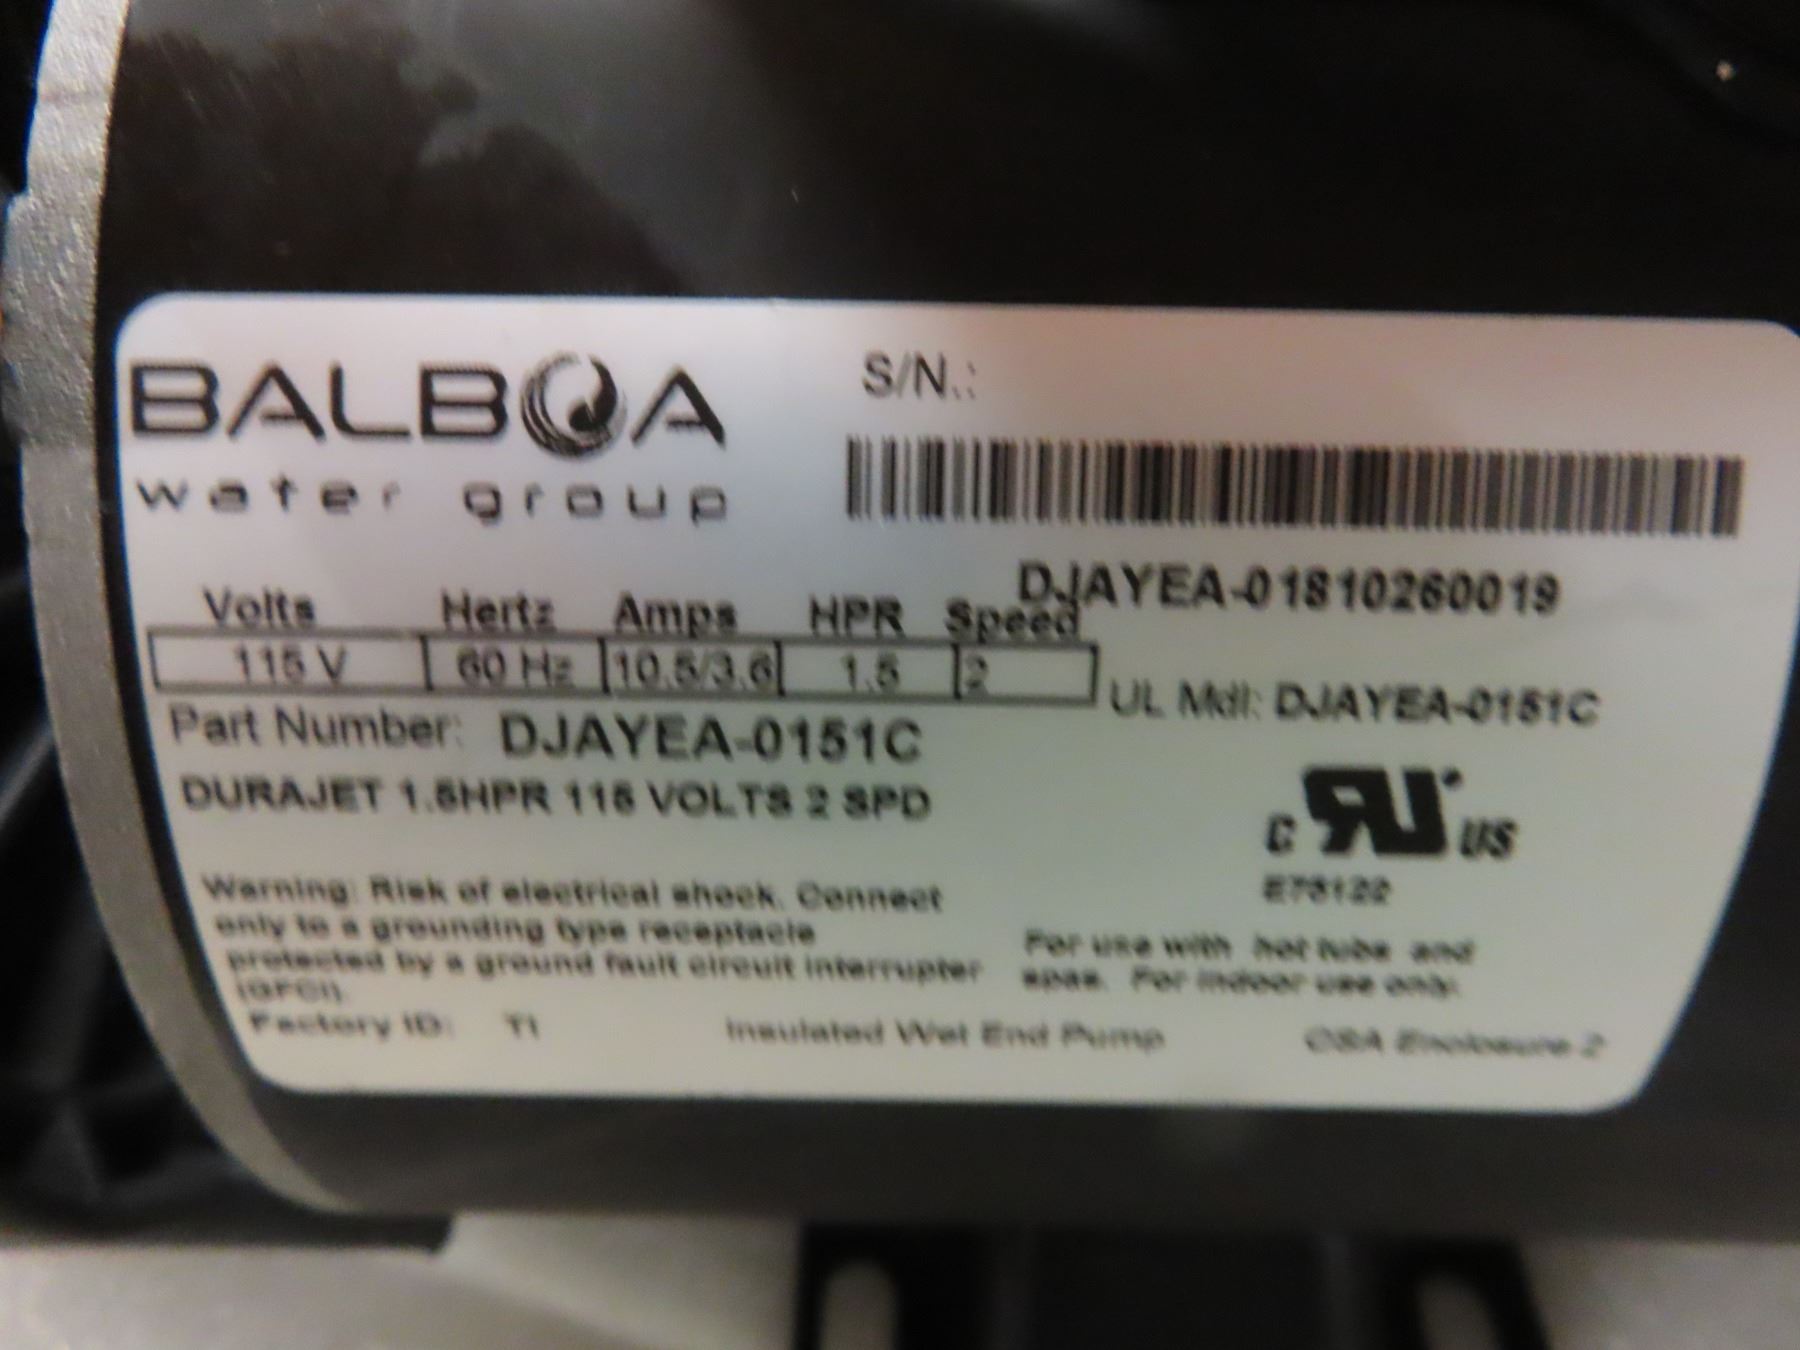 BALBOA
water group
S/N.:
DJAYEA-01810260019
Volts Hertz Amps HPR Speed
115 V 60 Hz 10.5/3.6 1.5 2
UL Mdl: DJAYEA-0151C
Part Number: DJAYEA-0151C
DURAJET 1.5HPR 115 VOLTS 2 SPD
C RU US
E75122
Warning: Risk of electrical shock. Connect
only to a grounding type receptacle
protected by a ground fault circuit interrupter
(GFCI).
For use with hot tubs and
spas. For indoor use only.
Factory ID: TI
Insulated Wet End Pump
CSA Enclosure 2